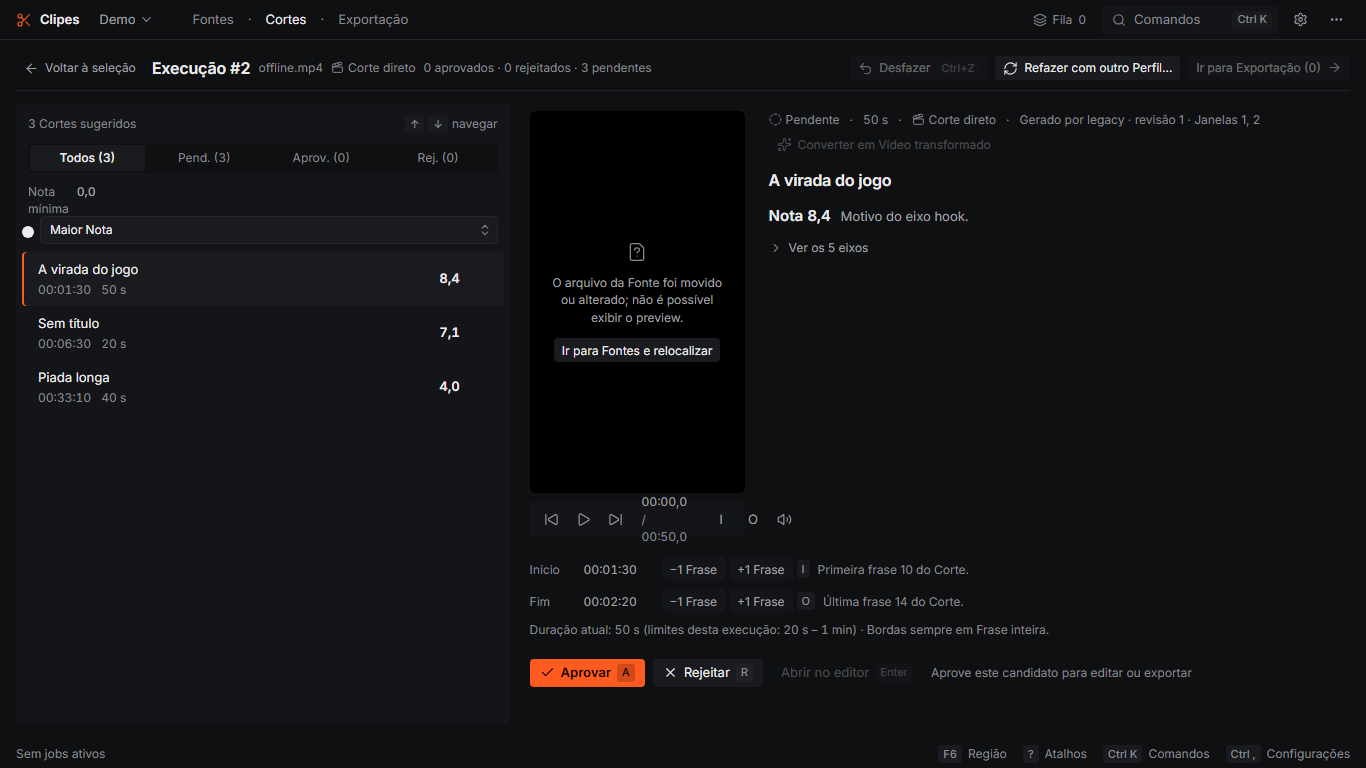 Clipes Demo Fontes · Cortes · Exportação Fila 0 Comandos Ctrl K
Voltar à seleção Execução #2 offline.mp4 Corte direto 0 aprovados · 0 rejeitados · 3 pendentes Desfazer Ctrl+Z Refazer com outro Perfil... Ir para Exportação (0)
3 Cortes sugeridos ↑ ↓ navegar
Todos (3) Pend. (3) Aprov. (0) Rej. (0)
Nota mínima 0,0
Maior Nota
A virada do jogo 8,4
00:01:30 50 s
Sem título 7,1
00:06:30 20 s
Piada longa 4,0
00:33:10 40 s
O arquivo da Fonte foi movido
ou alterado; não é possível
exibir o preview.
Ir para Fontes e relocalizar
00:00,0
/
00:50,0
I O
Pendente · 50 s · Corte direto · Gerado por legacy · revisão 1 · Janelas 1, 2
Converter em Vídeo transformado
A virada do jogo
Nota 8,4 Motivo do eixo hook.
Ver os 5 eixos
Início 00:01:30 −1 Frase +1 Frase I Primeira frase 10 do Corte.
Fim 00:02:20 −1 Frase +1 Frase O Última frase 14 do Corte.
Duração atual: 50 s (limites desta execução: 20 s – 1 min) · Bordas sempre em Frase inteira.
Aprovar A Rejeitar R Abrir no editor Enter Aprove este candidato para editar ou exportar
Sem jobs ativos F6 Região ? Atalhos Ctrl K Comandos Ctrl , Configurações